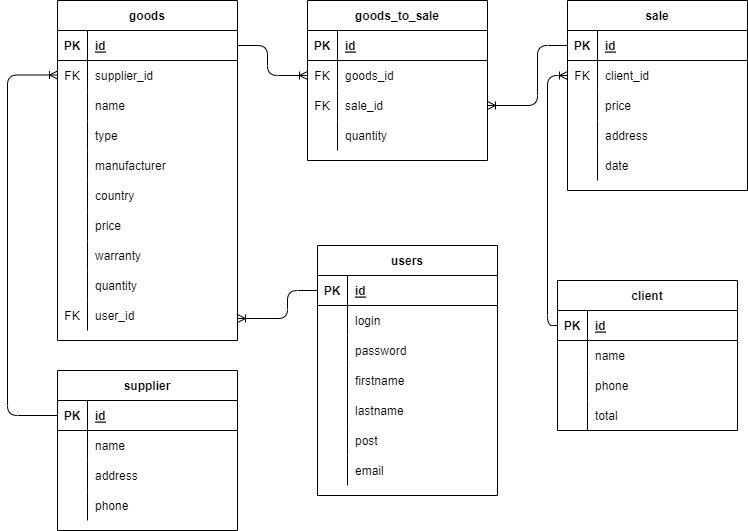 goods
PK id
FK supplier_id
name
type
manufacturer
country
price
warranty
quantity
FK user_id
goods_to_sale
PK id
FK goods_id
FK sale_id
quantity
sale
PK id
FK client_id
price
address
date
users
PK id
login
password
firstname
lastname
post
email
client
PK id
name
phone
total
supplier
PK id
name
address
phone